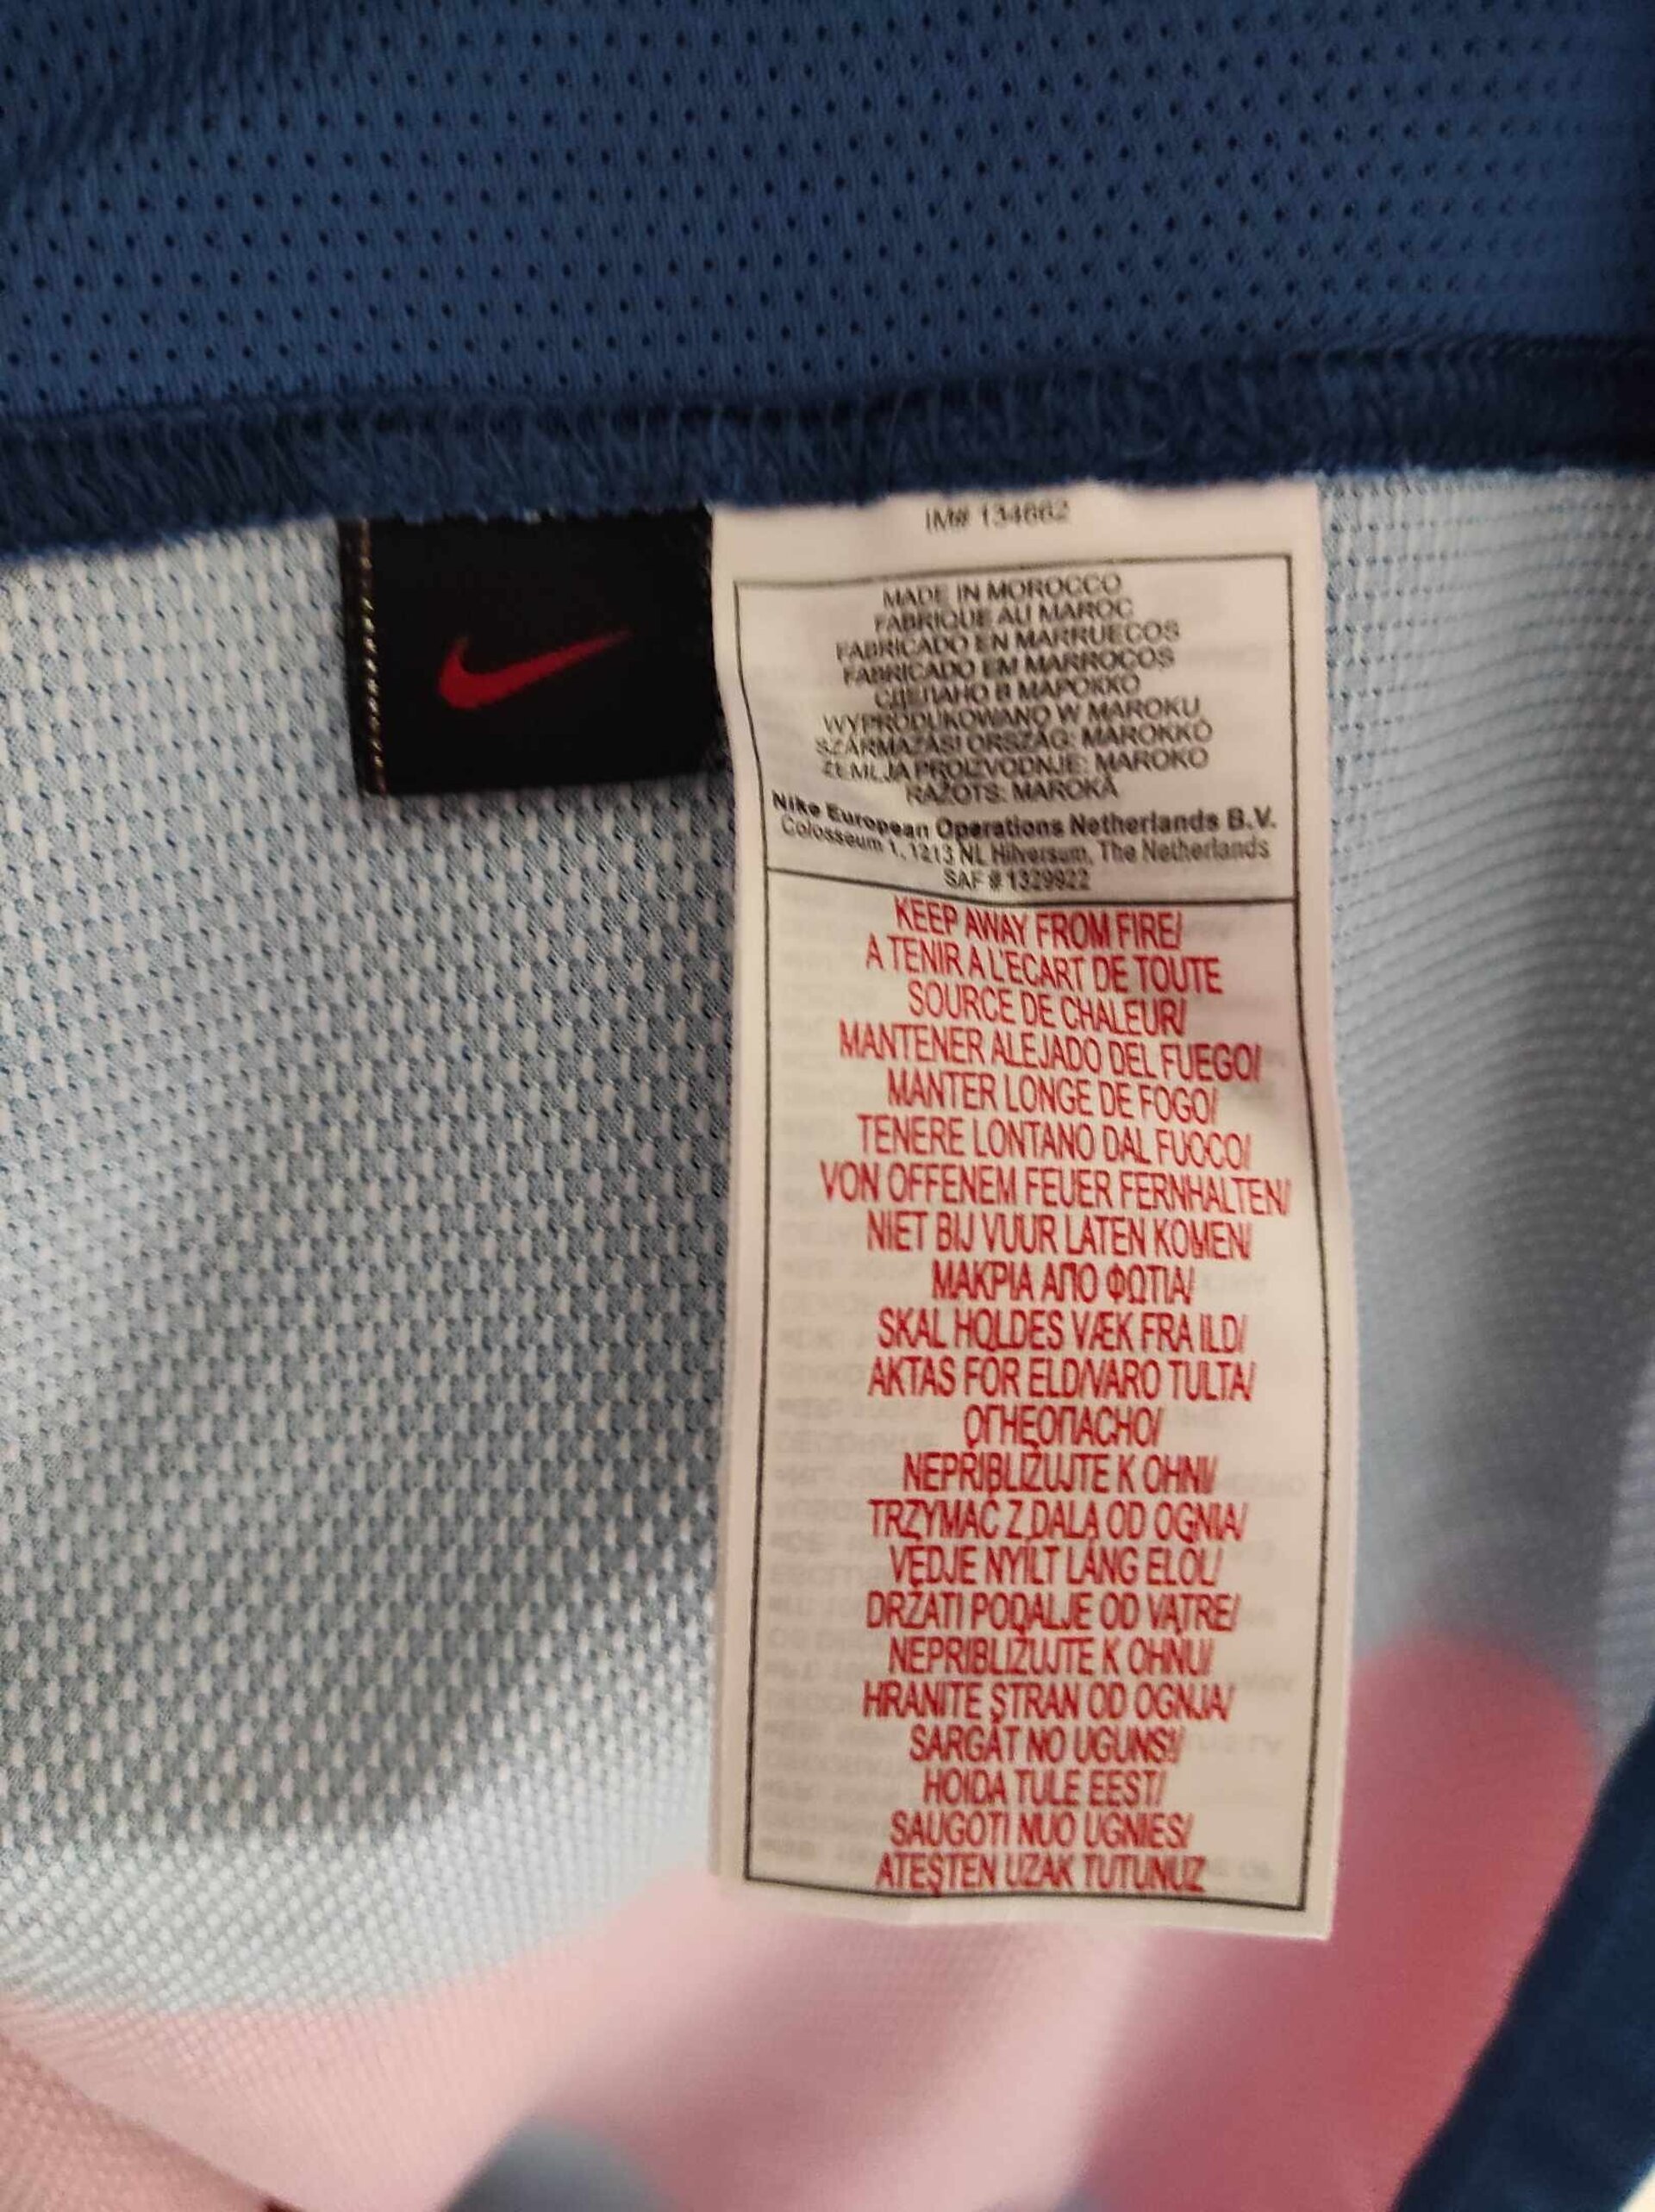 IM# 134662
MADE IN MOROCCO
FABRIQUE AU MAROC
FABRICADO EN MARRUECOS
FABRICADO EM MARROCOS
СДЕЛАНО В МАРОККО
WYPRODUKOWANO W MAROKU
SZÁRMAZÁSI ORSZÁG: MAROKKÓ
ZEMLJA PROIZVODNJE: MAROKO
RAŽOTS: MAROKĀ
Nike European Operations Netherlands B.V.
Colosseum 1, 1213 NL Hilversum, The Netherlands
SAF # 1329922
KEEP AWAY FROM FIRE/
A TENIR A L'ECART DE TOUTE
SOURCE DE CHALEUR/
MANTENER ALEJADO DEL FUEGO/
MANTER LONGE DE FOGO/
TENERE LONTANO DAL FUOCO/
VON OFFENEM FEUER FERNHALTEN/
NIET BIJ VUUR LATEN KOMEN/
ΜΑΚΡΙΑ ΑΠΟ ΦΩΤΙΑ/
SKAL HOLDES VÆK FRA ILD/
AKTAS FÖR ELD/VARO TULTA/
ОГНЕОПАСНО/
NEPŘIBLIŽUJTE K OHNI/
TRZYMAĆ Z DALA OD OGNIA/
VÉDJE NYÍLT LÁNG ELŐL/
DRŽATI PODALJE OD VATRE/
NEPRIBLIŽUJTE K OHŇU/
HRANITE STRAN OD OGNJA/
SARGĀT NO UGUNS!/
HOIDA TULE EEST/
SAUGOTI NUO UGNIES/
ATEŞTEN UZAK TUTUNUZ